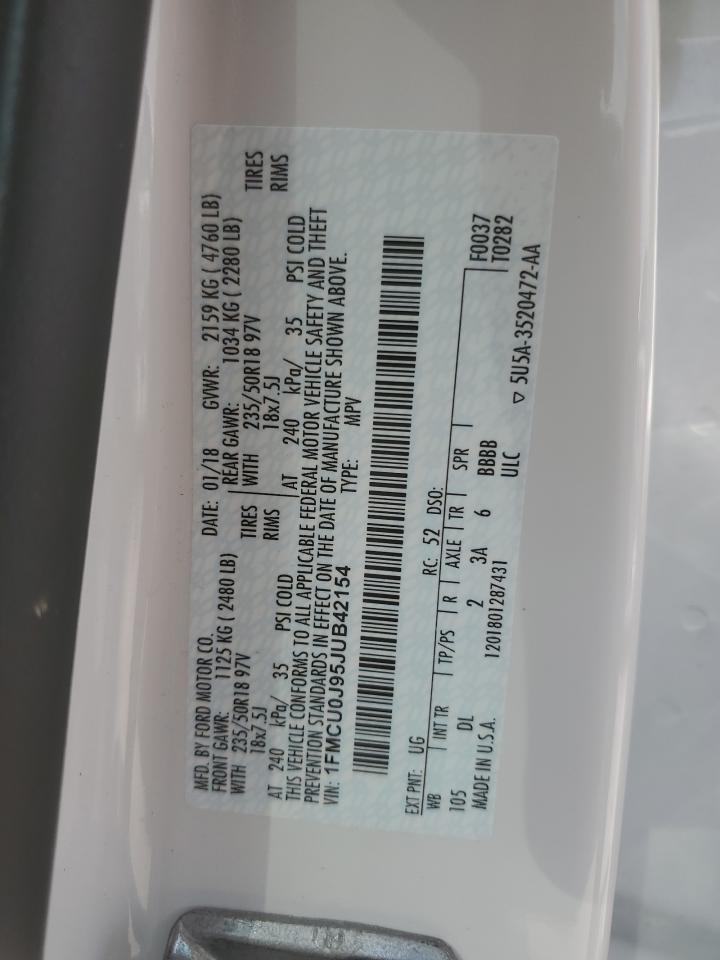 MFD. BY FORD MOTOR CO.
DATE: 01/18 GVWR: 2159 KG ( 4760 LB)
FRONT GAWR: 1125 KG ( 2480 LB)
REAR GAWR: 1034 KG ( 2280 LB)
WITH 235/50R18 97V TIRES
WITH 235/50R18 97V TIRES
18x7.5J RIMS
18x7.5J RIMS
AT 240 kPa/ 35 PSI COLD
AT 240 kPa/ 35 PSI COLD
THIS VEHICLE CONFORMS TO ALL APPLICABLE FEDERAL MOTOR VEHICLE SAFETY AND THEFT
PREVENTION STANDARDS IN EFFECT ON THE DATE OF MANUFACTURE SHOWN ABOVE.
VIN: 1FMCU0J95JUB42154
TYPE: MPV
EXT PNT: UG RC: 52 DSO: F0037
T0282
WB INT TR TP/PS R AXLE TR SPR
105 DL 2 3A 6 BBBB
MADE IN U.S.A. 1201801287431 ULC
▽ 5U5A-3520472-AA